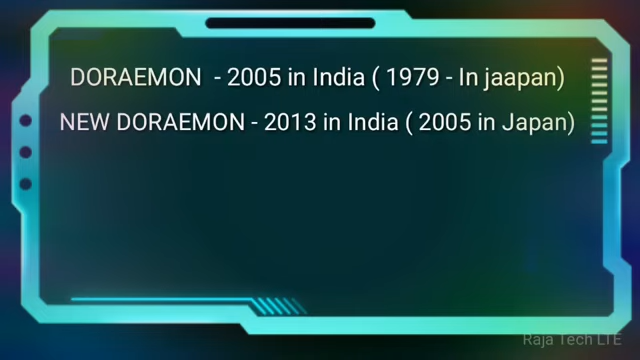 DORAEMON - 2005 in India ( 1979 - In jaapan)
NEW DORAEMON - 2013 in India ( 2005 in Japan)
Raja Tech LTE